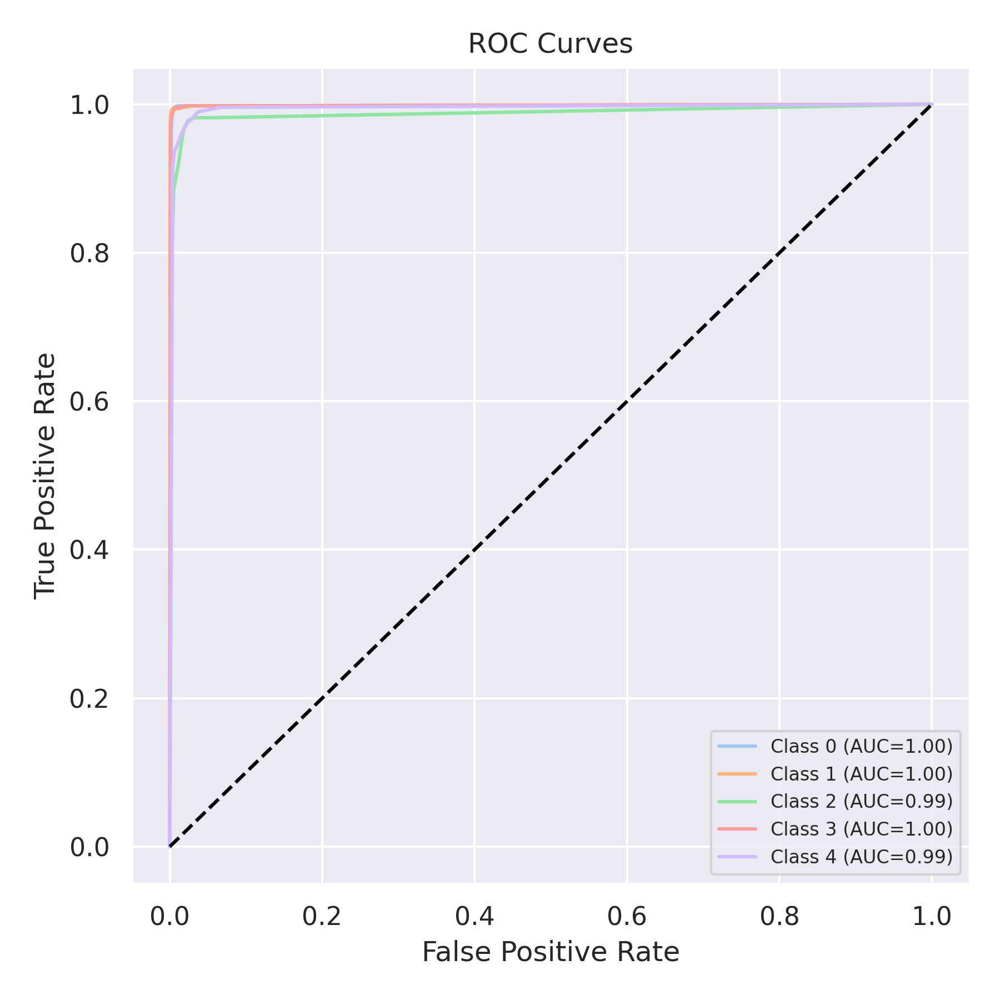 ROC Curves
True Positive Rate
1.0
0.8
0.6
0.4
0.2
0.0
0.0 0.2 0.4 0.6 0.8 1.0
False Positive Rate
Class 0 (AUC=1.00)
Class 1 (AUC=1.00)
Class 2 (AUC=0.99)
Class 3 (AUC=1.00)
Class 4 (AUC=0.99)